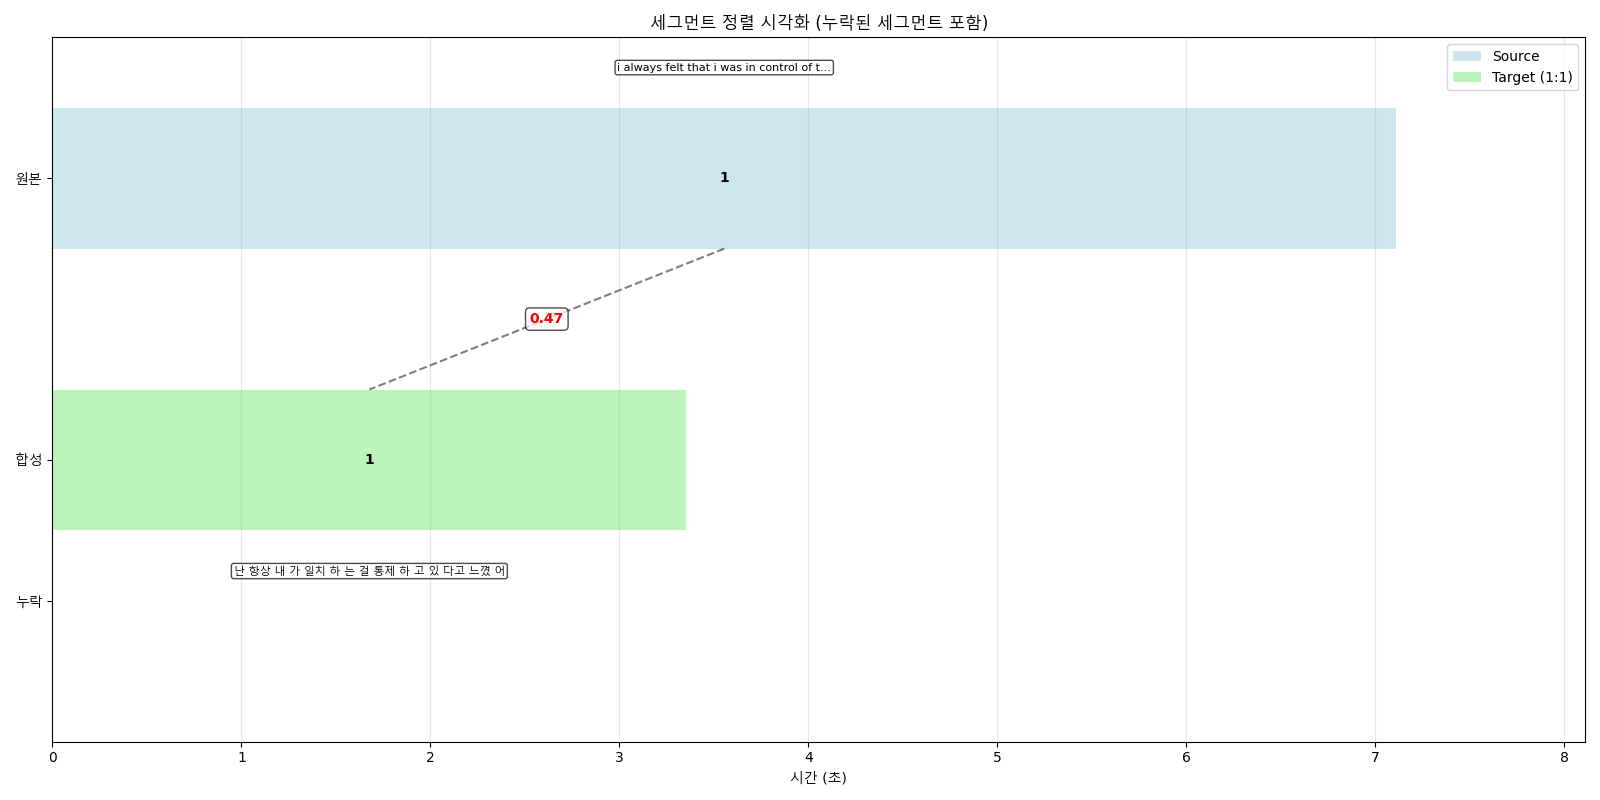 세그먼트 정렬 시각화 (누락된 세그먼트 포함)
i always felt that i was in control of t...
Source
Target (1:1)
원본
1
0.47
합성
1
난 항상 내 가 일치 하 는 걸 통제 하 고 있 다고 느꼈 어
누락
0 1 2 3 4 5 6 7 8
시간 (초)